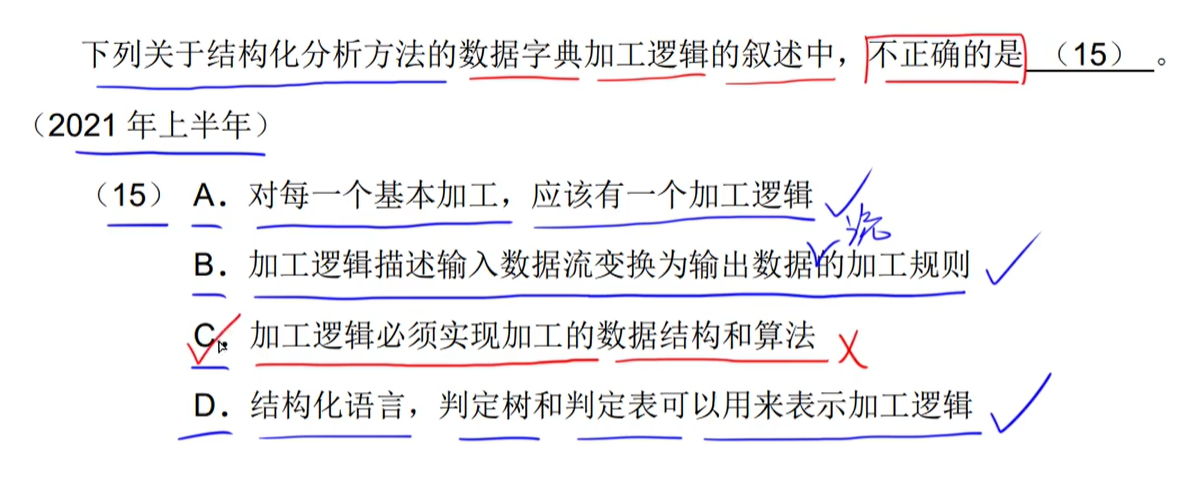 下列关于结构化分析方法的数据字典加工逻辑的叙述中，不正确的是（15）。
（2021 年上半年）
（15） A．对每一个基本加工，应该有一个加工逻辑
流
B．加工逻辑描述输入数据流变换为输出数据的加工规则
C．加工逻辑必须实现加工的数据结构和算法
D．结构化语言，判定树和判定表可以用来表示加工逻辑